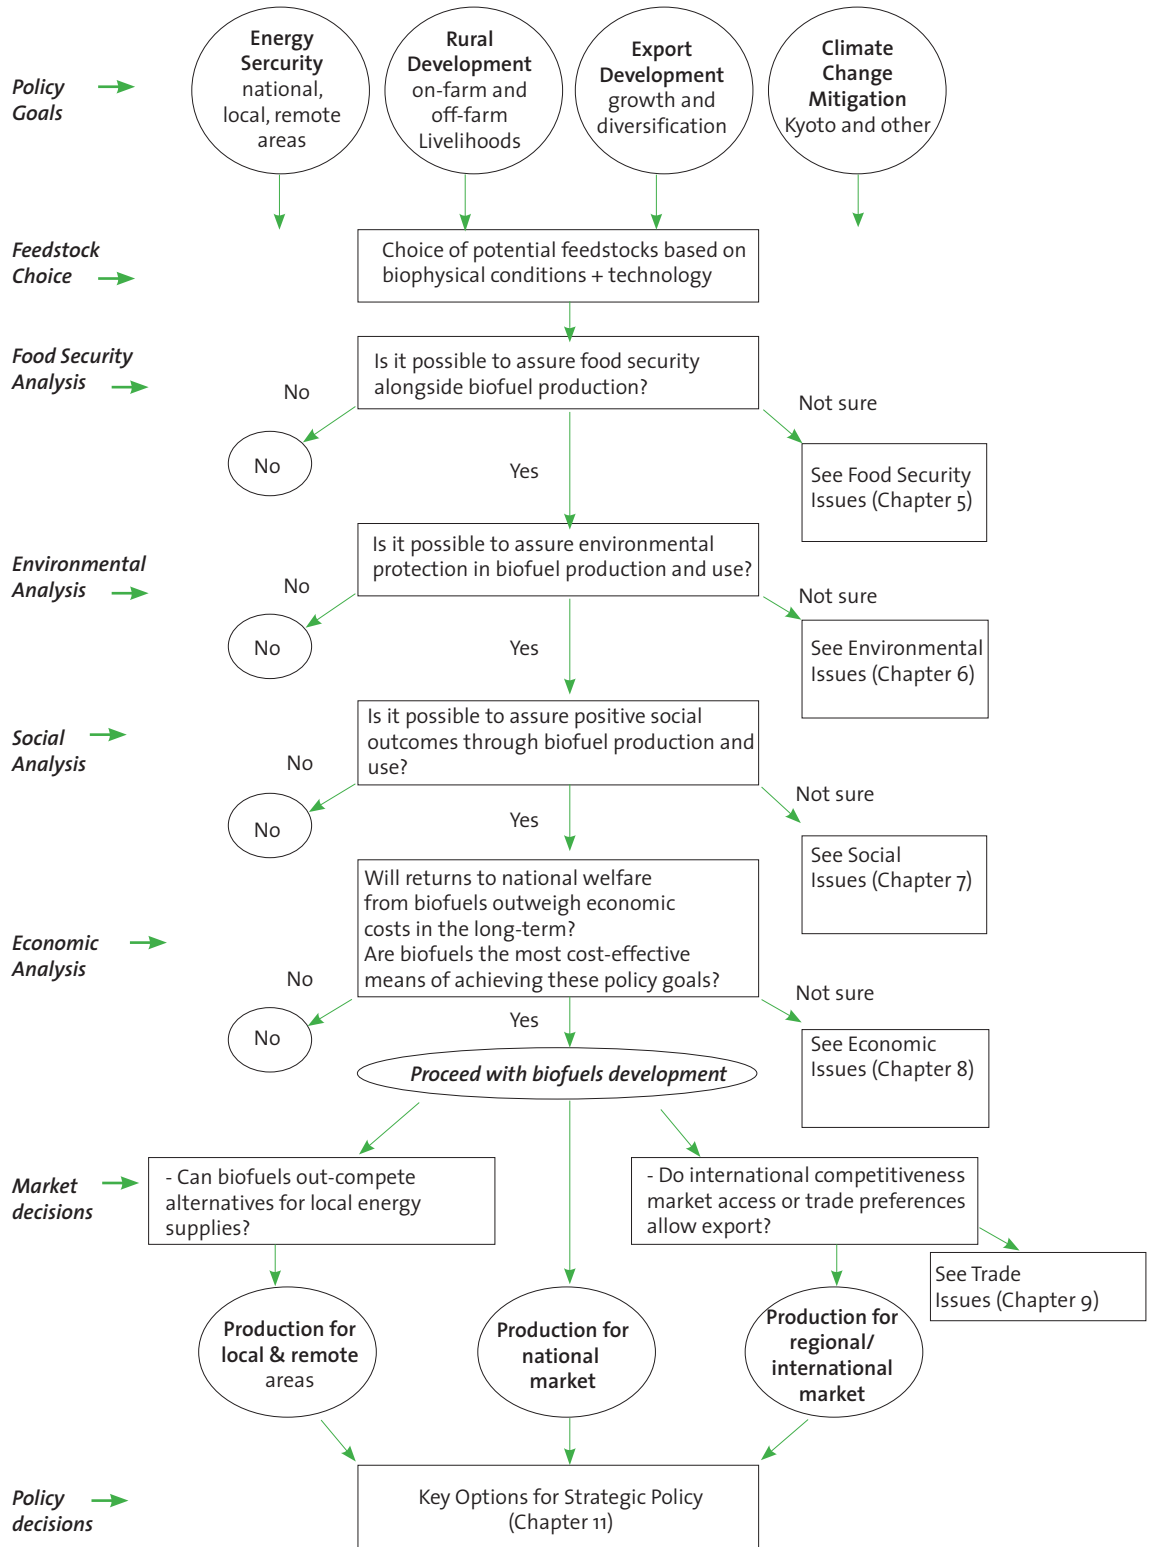 Policy
Goals
Energy
Sercurity
national,
local, remote
areas
Rural
Development
on-farm and
off-farm
Livelihoods
Export
Development
growth and
diversification
Climate
Change
Mitigation
Kyoto and other
Feedstock
Choice
Choice of potential feedstocks based on
biophysical conditions + technology
Food Security
Analysis
Is it possible to assure food security
alongside biofuel production?
No
No
Yes
Not sure
See Food Security
Issues (Chapter 5)
Environmental
Analysis
Is it possible to assure environmental
protection in biofuel production and use?
No
No
Yes
Not sure
See Environmental
Issues (Chapter 6)
Social
Analysis
Is it possible to assure positive social
outcomes through biofuel production and
use?
No
No
Yes
Not sure
See Social
Issues (Chapter 7)
Economic
Analysis
Will returns to national welfare
from biofuels outweigh economic
costs in the long-term?
Are biofuels the most cost-effective
means of achieving these policy goals?
No
No
Yes
Not sure
See Economic
Issues (Chapter 8)
Proceed with biofuels development
Market
decisions
- Can biofuels out-compete
alternatives for local energy
supplies?
- Do international competitiveness
market access or trade preferences
allow export?
See Trade
Issues (Chapter 9)
Production for
local & remote
areas
Production for
national
market
Production for
regional/
international
market
Policy
decisions
Key Options for Strategic Policy
(Chapter 11)